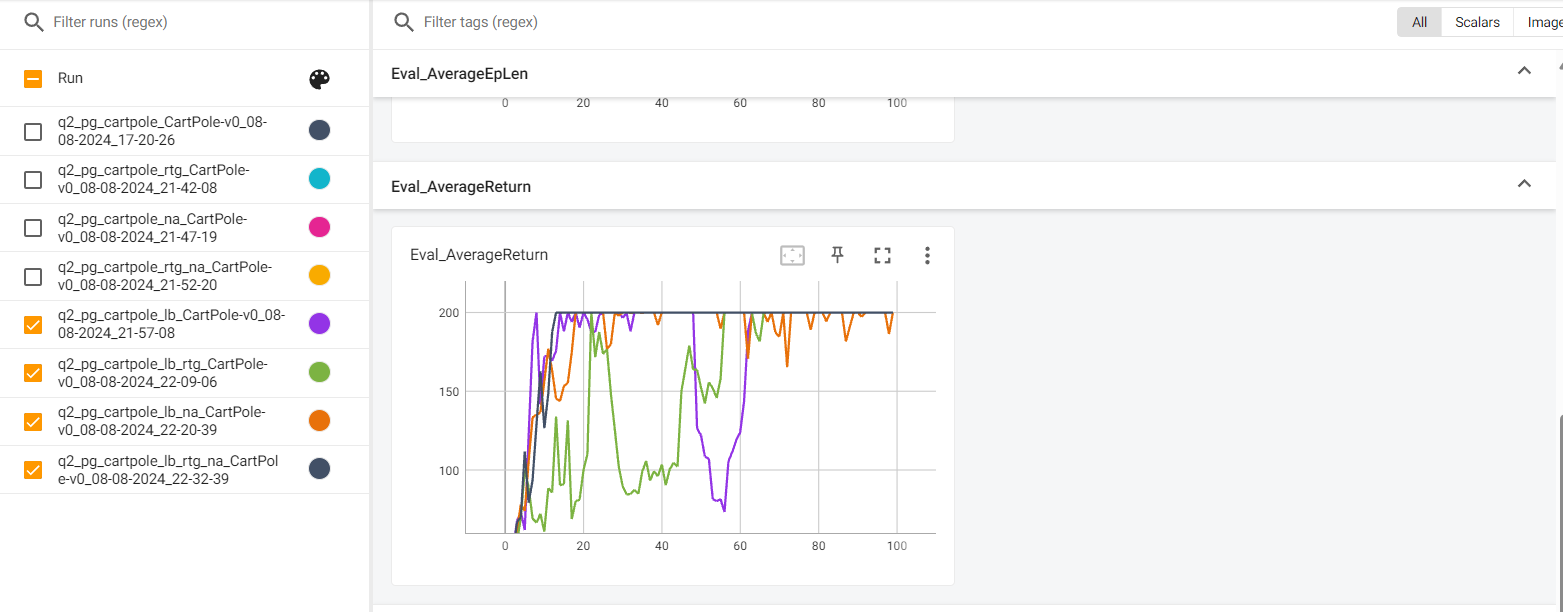 Filter runs (regex)
Filter tags (regex)
All
Scalars
Image
Run
q2_pg_cartpole_CartPole-v0_08-
08-2024_17-20-26
q2_pg_cartpole_rtg_CartPole-
v0_08-08-2024_21-42-08
q2_pg_cartpole_na_CartPole-
v0_08-08-2024_21-47-19
q2_pg_cartpole_rtg_na_CartPole-
v0_08-08-2024_21-52-20
q2_pg_cartpole_lb_CartPole-v0_08-
08-2024_21-57-08
q2_pg_cartpole_lb_rtg_CartPole-
v0_08-08-2024_22-09-06
q2_pg_cartpole_lb_na_CartPole-
v0_08-08-2024_22-20-39
q2_pg_cartpole_lb_rtg_na_CartPol
e-v0_08-08-2024_22-32-39
Eval_AverageEpLen
0 20 40 60 80 100
Eval_AverageReturn
Eval_AverageReturn
200
150
100
0 20 40 60 80 100